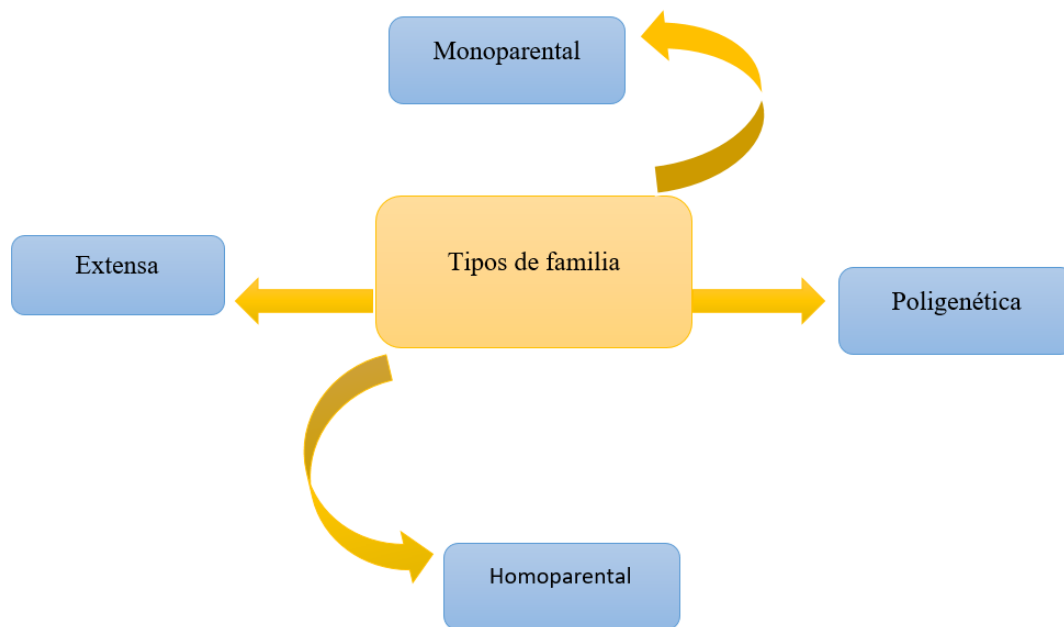 Monoparental
Extensa
Tipos de familia
Poligenética
Homoparental